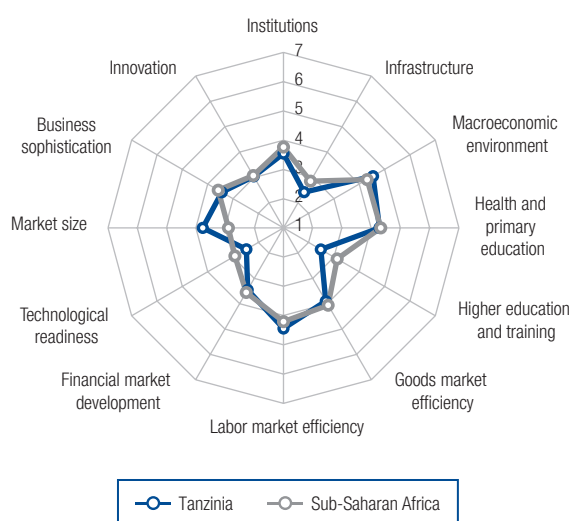 Institutions
7
6
5
4
3
2
1
Infrastructure
Macroeconomic
environment
Health and
primary
education
Higher education
and training
Goods market
efficiency
Labor market efficiency
Financial market
development
Technological
readiness
Market size
Business
sophistication
Innovation
Tanzinia
Sub-Saharan Africa